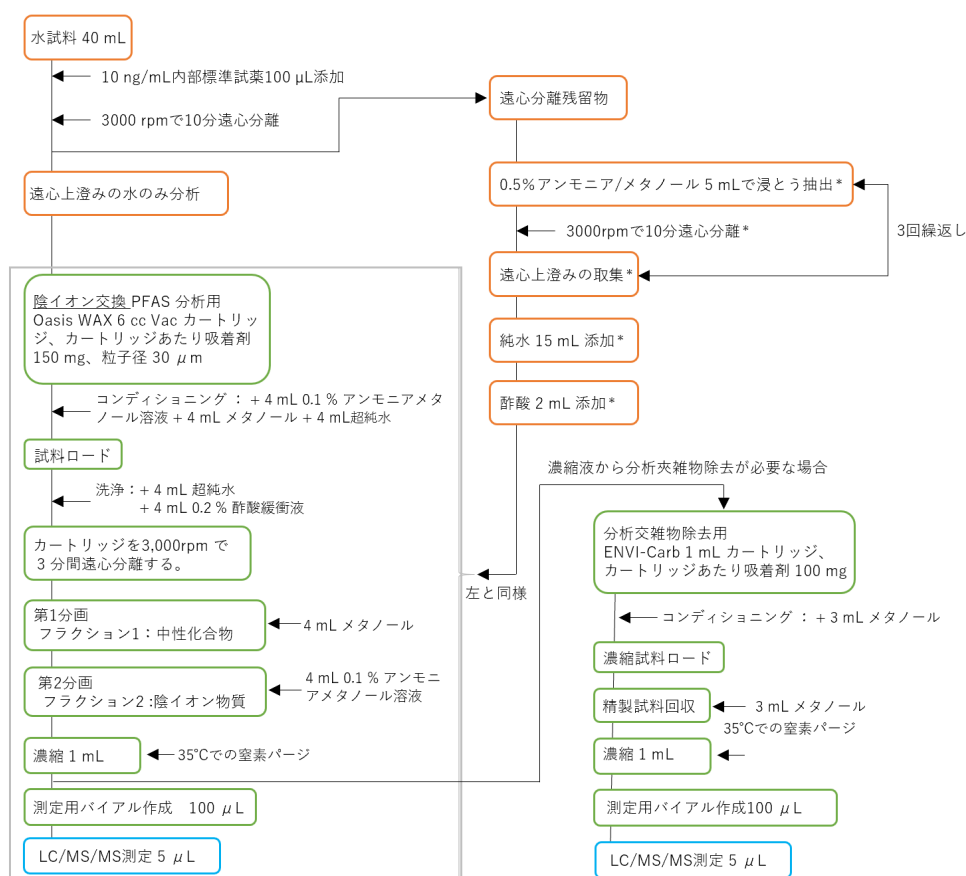 水試料 40 mL
10 ng/mL内部標準試薬100 μL添加
3000 rpmで10分遠心分離
遠心上澄みの水のみ分析
陰イオン交換 PFAS 分析用
Oasis WAX 6 cc Vac カートリッ
ジ、カートリッジあたり吸着剤
150 mg、粒子径 30 μm
コンディショニング ： + 4 mL 0.1 % アンモニアメタ
ノール溶液 + 4 mL メタノール + 4 mL超純水
試料ロード
洗浄：+ 4 mL 超純水
+ 4 mL 0.2 % 酢酸緩衝液
カートリッジを3,000rpm で
3 分間遠心分離する。
第1分画
フラクション1：中性化合物
4 mL メタノール
第2分画
フラクション2 :陰イオン物質
4 mL 0.1 % アンモニ
アメタノール溶液
濃縮 1 mL
35℃での窒素パージ
測定用バイアル作成　100 μL
LC/MS/MS測定 5 μL
遠心分離残留物
0.5%アンモニア/メタノール 5 mLで浸とう抽出*
3000rpmで10分遠心分離*
3回繰返し
遠心上澄みの取集*
純水 15 mL 添加*
酢酸 2 mL 添加*
左と同様
濃縮液から分析夾雑物除去が必要な場合
分析交雑物除去用
ENVI-Carb 1 mL カートリッジ、
カートリッジあたり吸着剤 100 mg
コンディショニング ： + 3 mL メタノール
濃縮試料ロード
精製試料回収
3 mL メタノール
35℃での窒素パージ
濃縮 1 mL
測定用バイアル作成100 μL
LC/MS/MS測定 5 μL